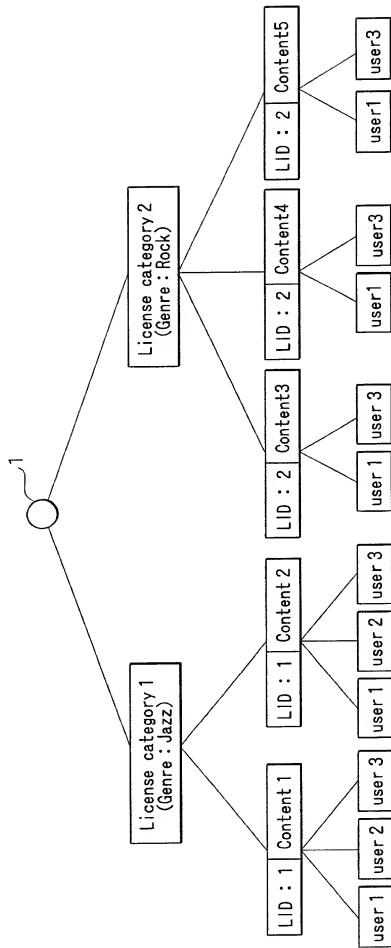 1
License category 1
(Genre : Jazz)
License category 2
(Genre : Rock)
LID : 1 Content 1
LID : 1 Content 2
LID : 2 Content3
LID : 2 Content4
LID : 2 Content5
user 1
user 2
user 3
user 1
user 2
user 3
user 1
user 3
user1
user3
user1
user3